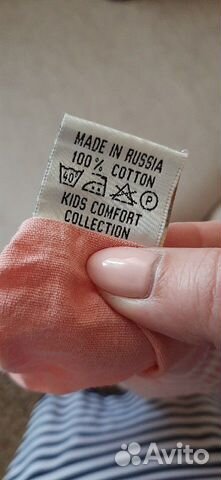 MADE IN RUSSIA
100% COTTON
40 P
KIDS COMFORT
COLLECTION
Avito